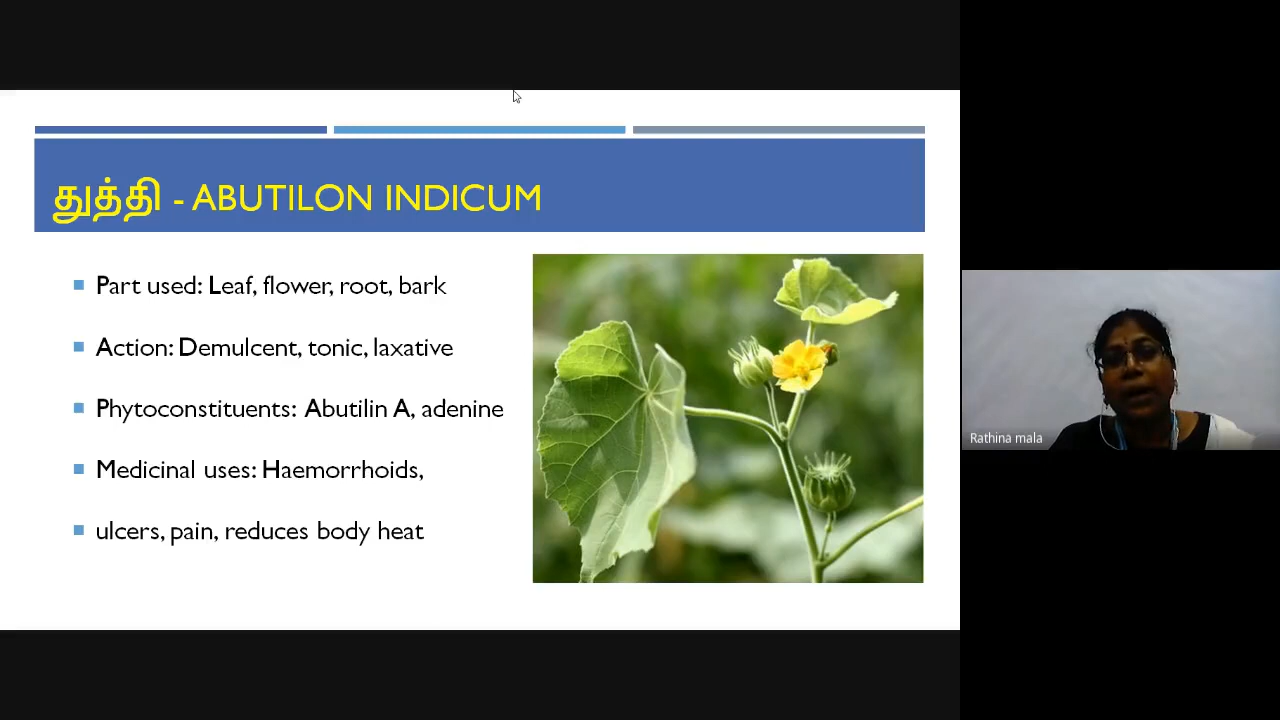 துத்தி - ABUTILON INDICUM
Part used: Leaf, flower, root, bark
Action: Demulcent, tonic, laxative
Phytoconstituents: Abutilin A, adenine
Medicinal uses: Haemorrhoids,
ulcers, pain, reduces body heat
Rathina mala